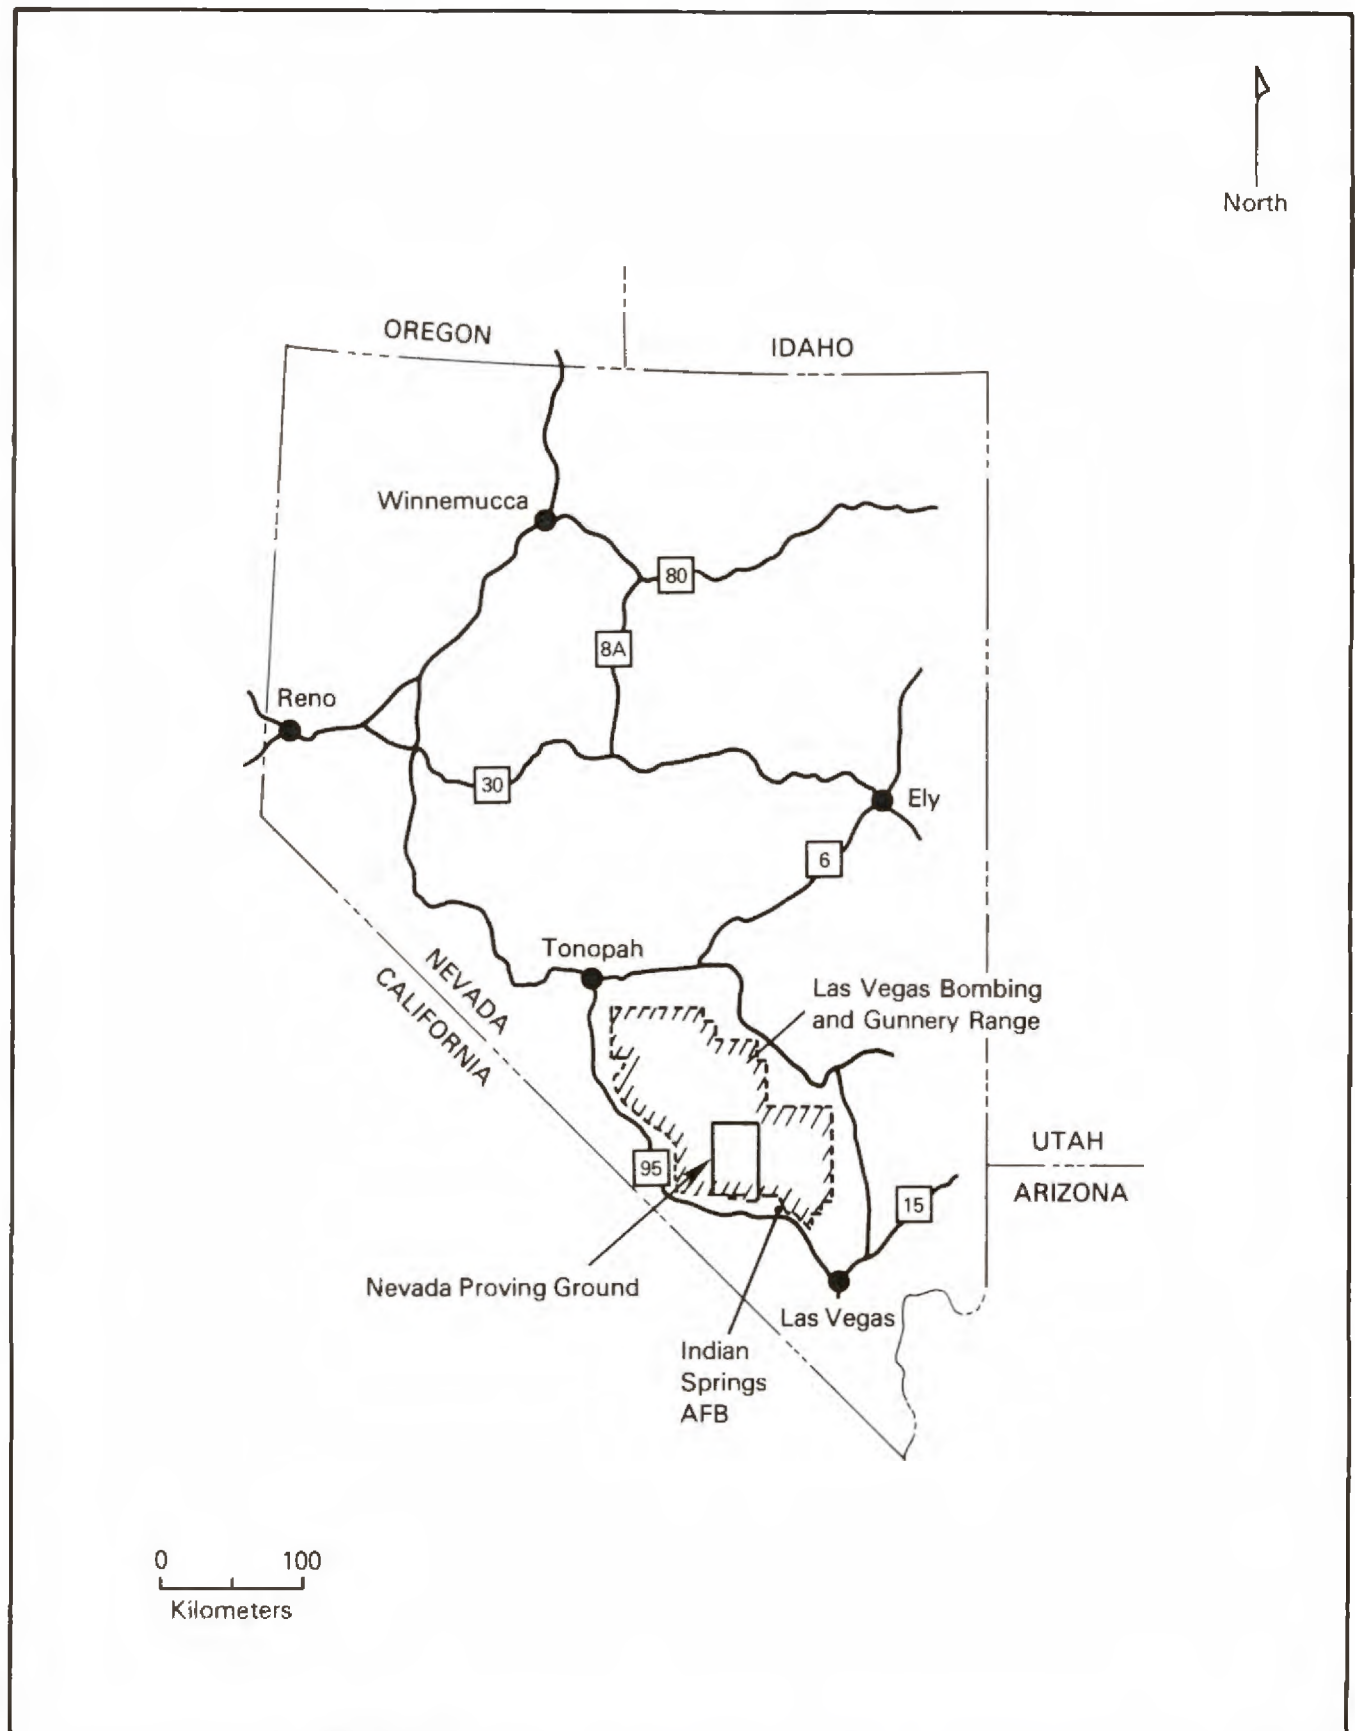 North
OREGON
IDAHO
Winnemucca
80
8A
Reno
30
Ely
6
Tonopah
NEVADA
CALIFORNIA
Las Vegas Bombing
and Gunnery Range
95
UTAH
ARIZONA
15
Nevada Proving Ground
Las Vegas
Indian
Springs
AFB
0 100
Kilometers